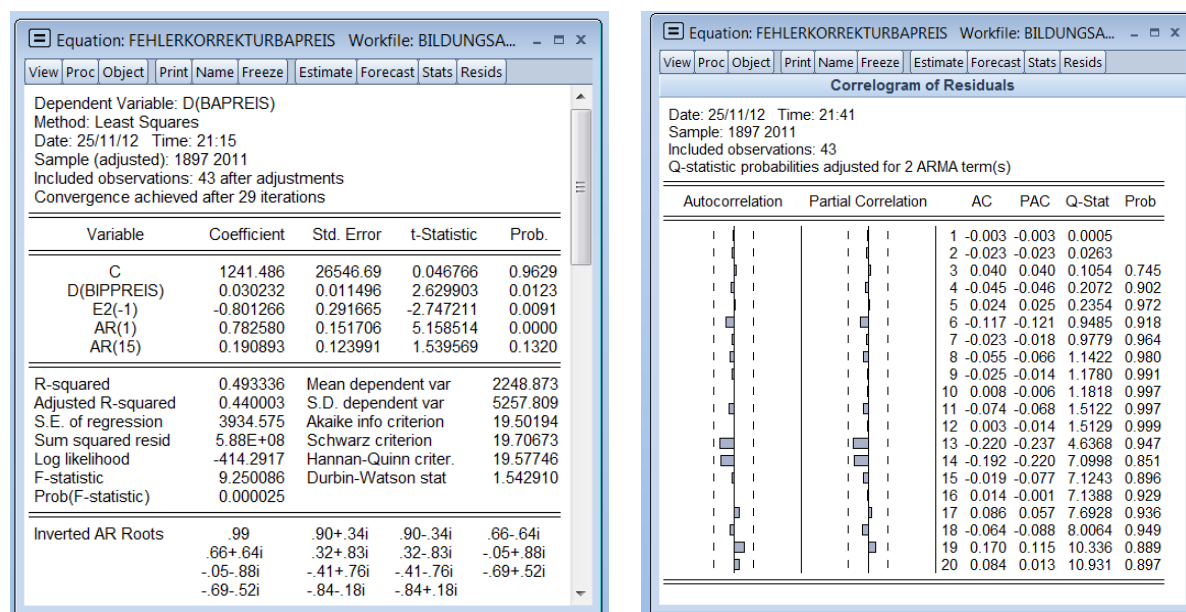 Equation: FEHLERKORREKTURBAPREIS Workfile: BILDUNGSA...
View Proc Object Print Name Freeze Estimate Forecast Stats Resids
Dependent Variable: D(BAPREIS)
Method: Least Squares
Date: 25/11/12 Time: 21:15
Sample (adjusted): 1897 2011
Included observations: 43 after adjustments
Convergence achieved after 29 iterations
Variable Coefficient Std. Error t-Statistic Prob.
C 1241.486 26546.69 0.046766 0.9629
D(BIPPREIS) 0.030232 0.011496 2.629903 0.0123
E2(-1) -0.801266 0.291665 -2.747211 0.0091
AR(1) 0.782580 0.151706 5.158514 0.0000
AR(15) 0.190893 0.123991 1.539569 0.1320
R-squared 0.493336 Mean dependent var 2248.873
Adjusted R-squared 0.440003 S.D. dependent var 5257.809
S.E. of regression 3934.575 Akaike info criterion 19.50194
Sum squared resid 5.88E+08 Schwarz criterion 19.70673
Log likelihood -414.2917 Hannan-Quinn criter. 19.57746
F-statistic 9.250086 Durbin-Watson stat 1.542910
Prob(F-statistic) 0.000025
Inverted AR Roots .99 .90+.34i .90-.34i .66-.64i
.66+.64i .32+.83i .32-.83i -.05+.88i
-.05-.88i -.41+.76i -.41-.76i -.69+.52i
-.69-.52i -.84-.18i -.84+.18i
Equation: FEHLERKORREKTURBAPREIS Workfile: BILDUNGSA...
View Proc Object Print Name Freeze Estimate Forecast Stats Resids
Correlogram of Residuals
Date: 25/11/12 Time: 21:41
Sample: 1897 2011
Included observations: 43
Q-statistic probabilities adjusted for 2 ARMA term(s)
Autocorrelation Partial Correlation AC PAC Q-Stat Prob
1 -0.003 -0.003 0.0005
2 -0.023 -0.023 0.0263
3 0.040 0.040 0.1054 0.745
4 -0.045 -0.046 0.2072 0.902
5 0.024 0.025 0.2354 0.972
6 -0.117 -0.121 0.9485 0.918
7 -0.023 -0.018 0.9779 0.964
8 -0.055 -0.066 1.1422 0.980
9 -0.025 -0.014 1.1780 0.991
10 0.008 -0.006 1.1818 0.997
11 -0.074 -0.068 1.5122 0.997
12 0.003 -0.014 1.5129 0.999
13 -0.220 -0.237 4.6368 0.947
14 -0.192 -0.220 7.0998 0.851
15 -0.019 -0.077 7.1243 0.896
16 0.014 -0.001 7.1388 0.929
17 0.086 0.057 7.6928 0.936
18 -0.064 -0.088 8.0064 0.949
19 0.170 0.115 10.336 0.889
20 0.084 0.013 10.931 0.897